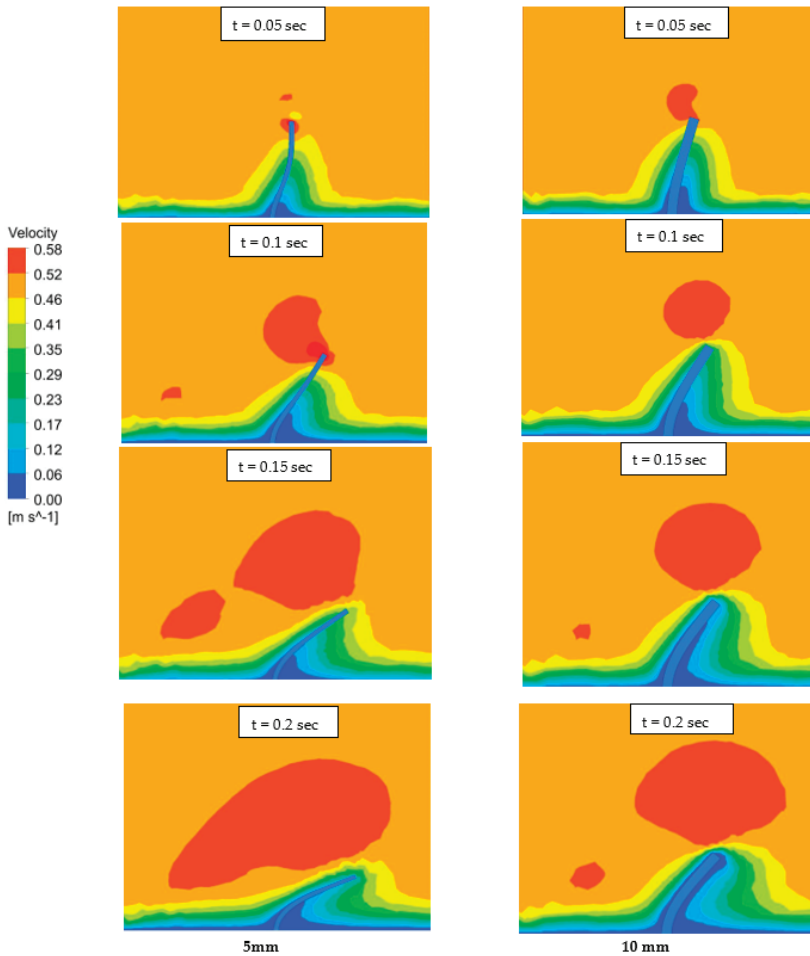 t = 0.05 sec
t = 0.05 sec
Velocity
0.58
0.52
0.46
0.41
0.35
0.29
0.23
0.17
0.12
0.06
0.00
[m s^-1]
t = 0.1 sec
t = 0.1 sec
t = 0.15 sec
t = 0.15 sec
t = 0.2 sec
t = 0.2 sec
5mm
10 mm